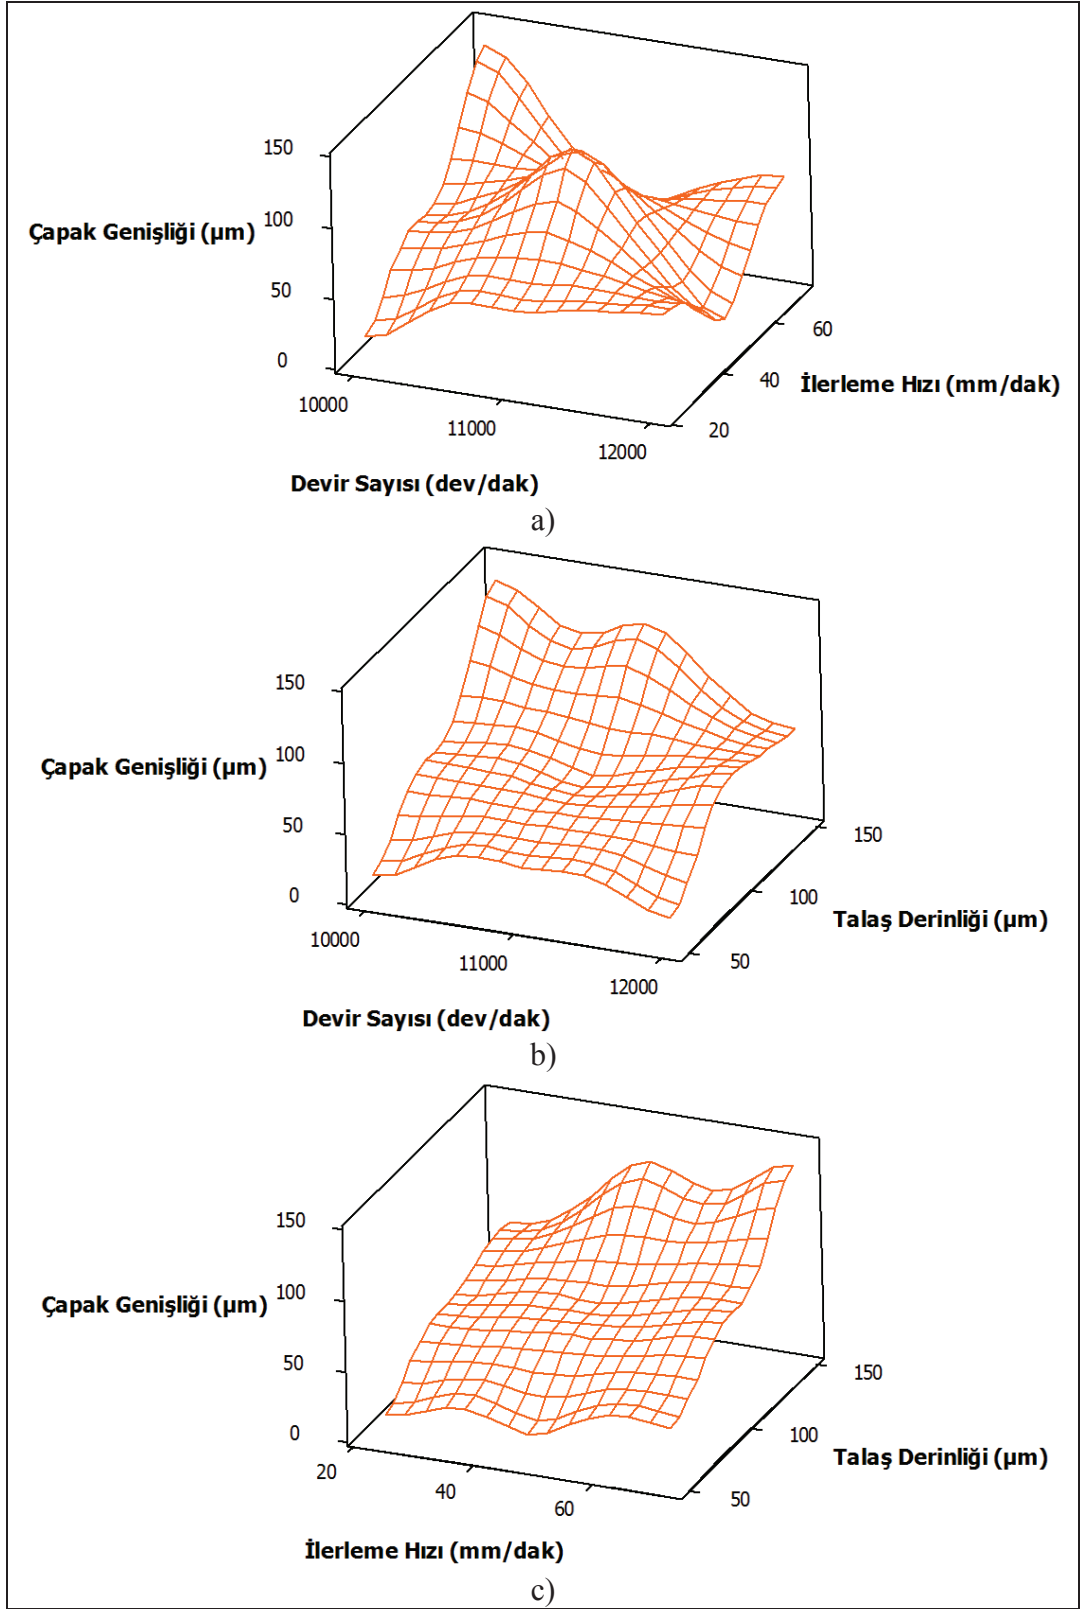 150
Çapak Genişliği (µm)
100
50
0
60
40
İlerleme Hızı (mm/dak)
20
10000
11000
12000
Devir Sayısı (dev/dak)
a)
150
Çapak Genişliği (µm)
100
50
0
150
100
Talaş Derinliği (µm)
50
10000
11000
12000
Devir Sayısı (dev/dak)
b)
150
Çapak Genişliği (µm)
100
50
0
150
100
Talaş Derinliği (µm)
50
20
40
60
İlerleme Hızı (mm/dak)
c)